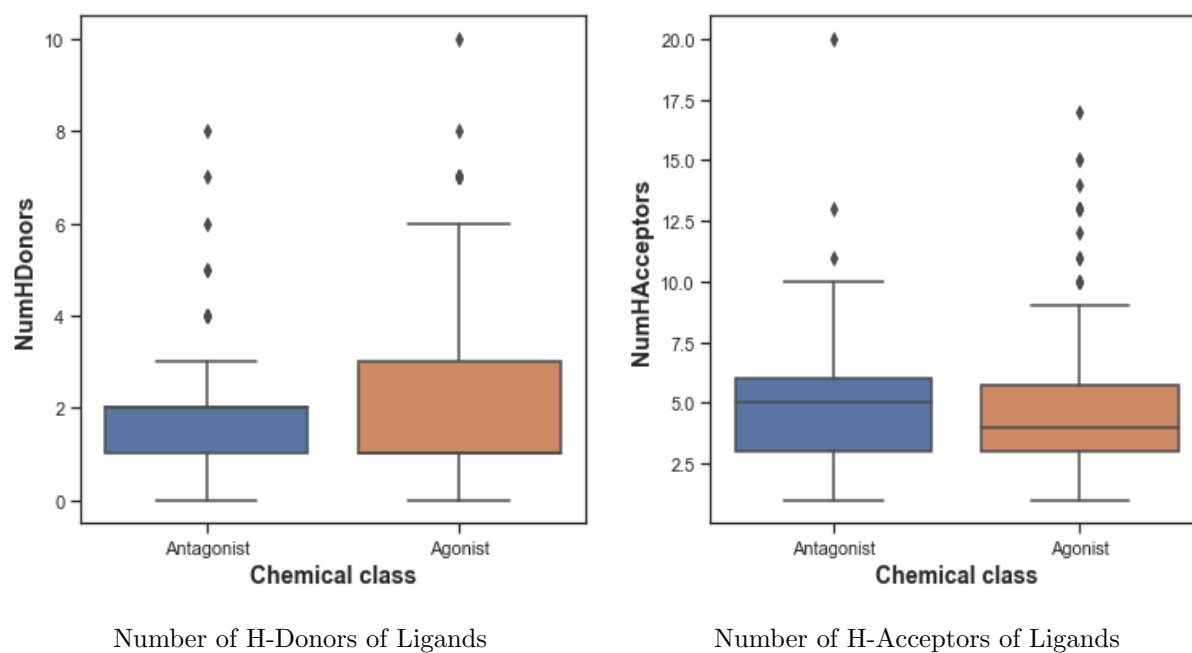 NumHDonors
10
8
6
4
2
0
Antagonist Agonist
Chemical class
Number of H-Donors of Ligands
NumHAcceptors
20.0
17.5
15.0
12.5
10.0
7.5
5.0
2.5
Antagonist Agonist
Chemical class
Number of H-Acceptors of Ligands